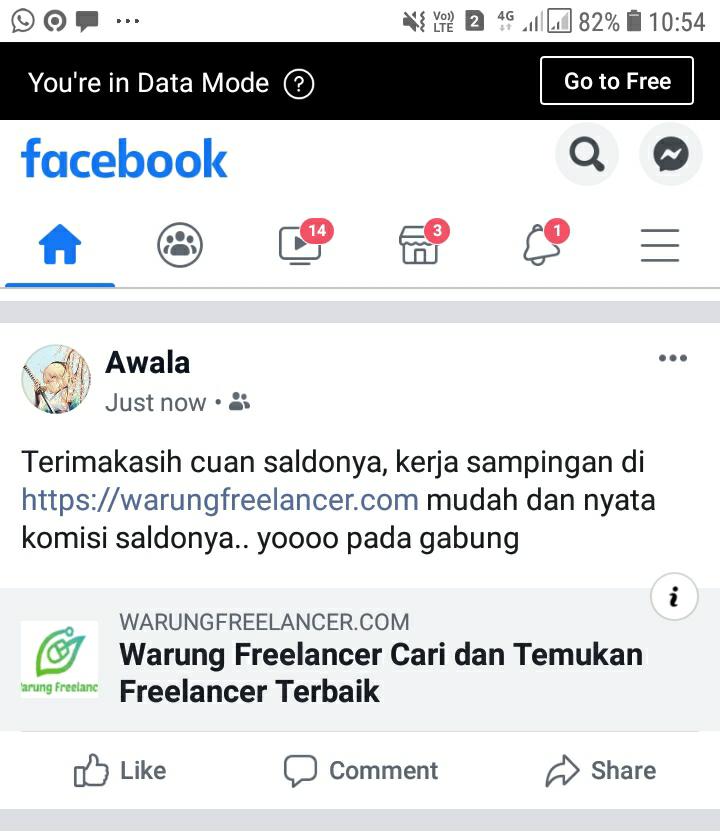 Vo))
LTE
2
4G
82%
10:54
You're in Data Mode ?
Go to Free
facebook
14
3
1
Awala
Just now •
Terimakasih cuan saldonya, kerja sampingan di
https://warungfreelancer.com mudah dan nyata
komisi saldonya.. yoooo pada gabung
i
WARUNGFREELANCER.COM
Warung Freelancer Cari dan Temukan
Freelancer Terbaik
arung Freelanc
Like
Comment
Share